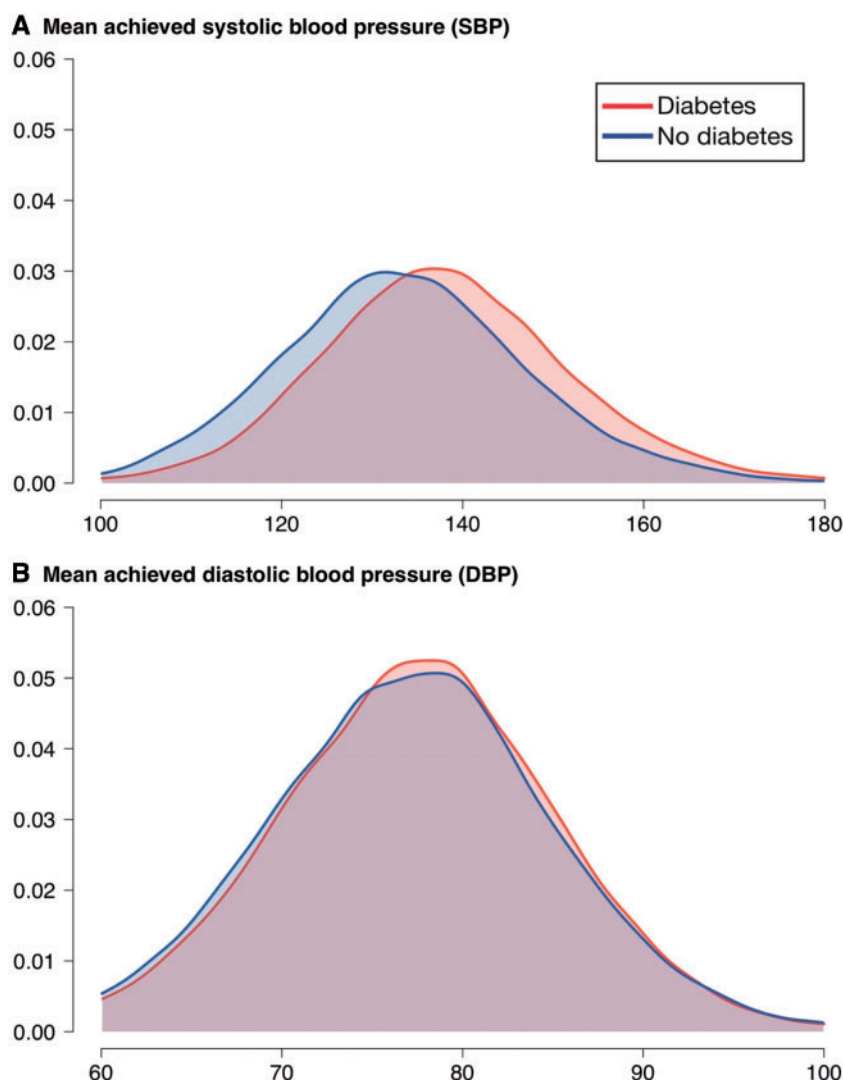 A Mean achieved systolic blood pressure (SBP)
0.06
0.05
0.04
0.03
0.02
0.01
0.00
Diabetes
No diabetes
100 120 140 160 180
B Mean achieved diastolic blood pressure (DBP)
0.06
0.05
0.04
0.03
0.02
0.01
0.00
60 70 80 90 100